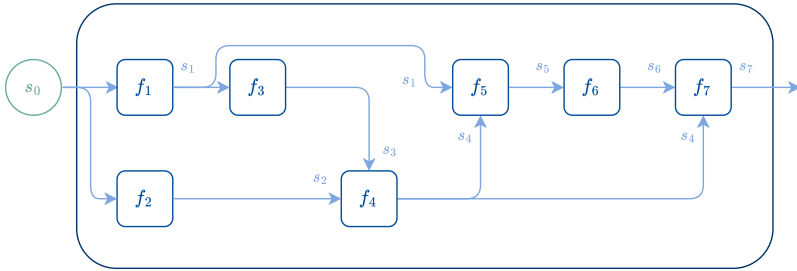 s₁ s₅ s₆ s₇
s₀ f₁ f₃ s₁ f₅ f₆ f₇
s₃ s₄ s₄
s₂
f₂ f₄